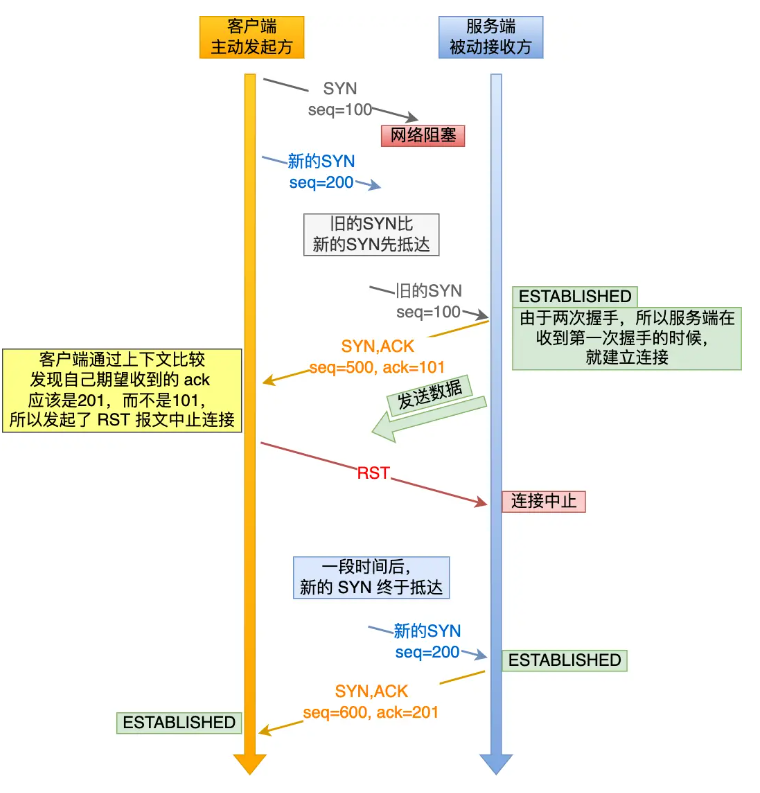 客户端
主动发起方
服务端
被动接收方
SYN
seq=100
网络阻塞
新的SYN
seq=200
旧的SYN比
新的SYN先抵达
旧的SYN
seq=100
ESTABLISHED
由于两次握手，所以服务端在
收到第一次握手的时候，
就建立连接
SYN,ACK
seq=500, ack=101
客户端通过上下文比较
发现自己期望收到的 ack
应该是201，而不是101，
所以发起了 RST 报文中止连接
发送数据
RST
连接中止
一段时间后，
新的 SYN 终于抵达
新的SYN
seq=200
ESTABLISHED
SYN,ACK
seq=600, ack=201
ESTABLISHED